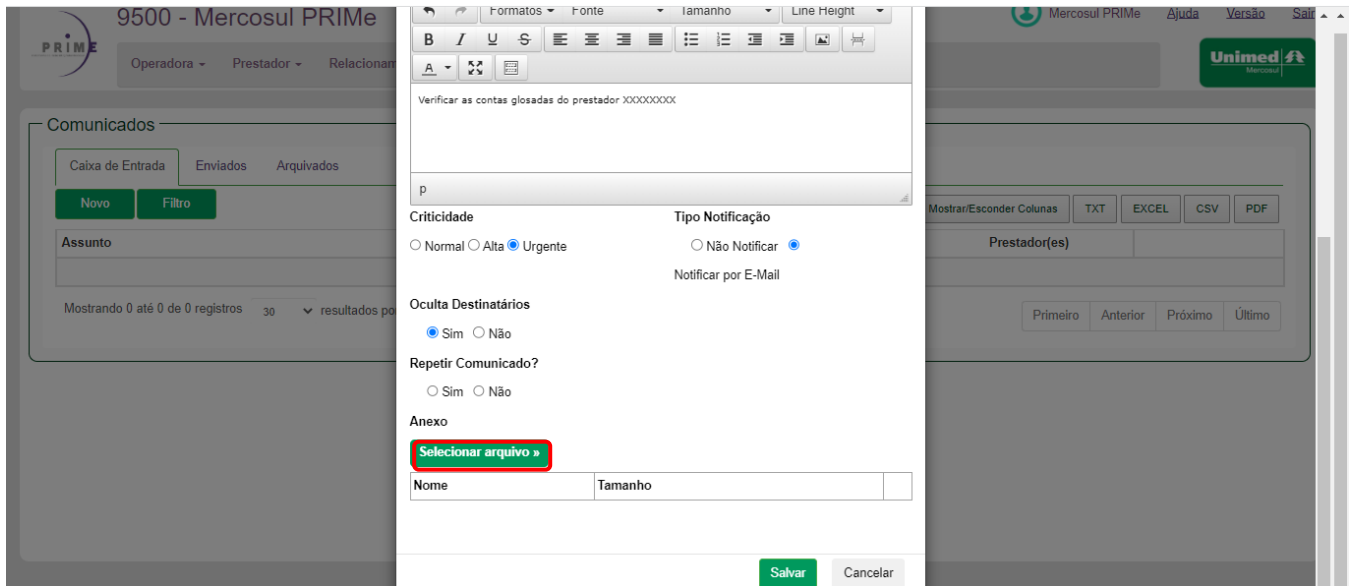 9500 - Mercosul PRIMe
PRIME
Operadora Prestador Relacionam
Formatos Fonte Tamanho Line Height
B I U S
A
Mercosul PRIMe Ajuda Versão Sair
Unimed
Mercosul
Verificar as contas glosadas do prestador XXXXXXXX
p
Comunicados
Caixa de Entrada Enviados Arquivados
Novo Filtro
Mostrar/Esconder Colunas TXT EXCEL CSV PDF
Assunto Prestador(es)
Mostrando 0 até 0 de 0 registros 30 resultados po
Primeiro Anterior Próximo Último
Criticidade Tipo Notificação
Normal Alta Urgente Não Notificar
Notificar por E-Mail
Oculta Destinatários
Sim Não
Repetir Comunicado?
Sim Não
Anexo
Selecionar arquivo »
Nome Tamanho
Salvar Cancelar